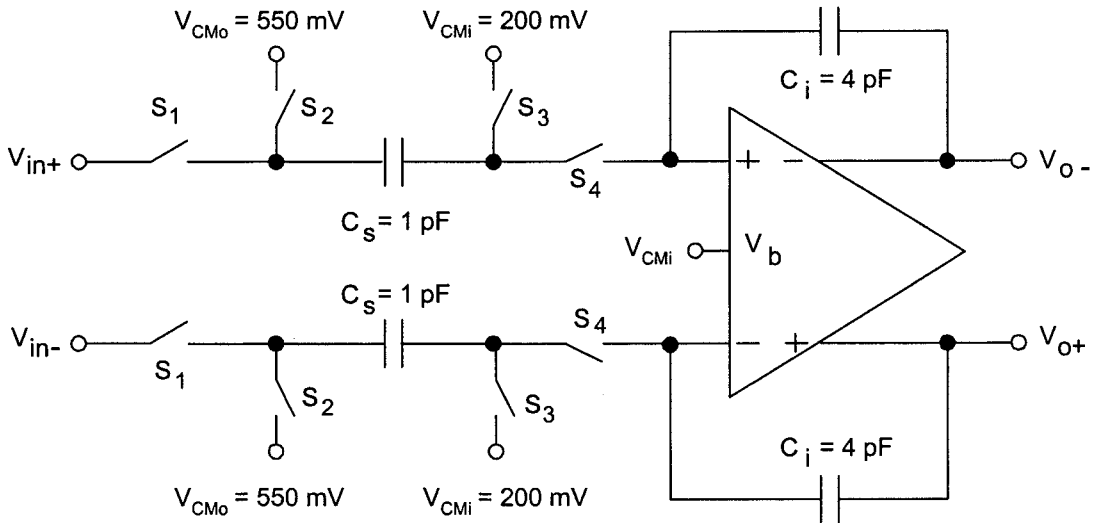 V_CMo = 550 mV
V_CMi = 200 mV
C_i = 4 pF
S_1
S_2
S_3
V_in+
S_4
+ −
V_o-
C_s = 1 pF
V_CMi
V_b
C_s = 1 pF
S_4
V_in-
− +
V_o+
S_1
S_2
S_3
C_i = 4 pF
V_CMo = 550 mV
V_CMi = 200 mV